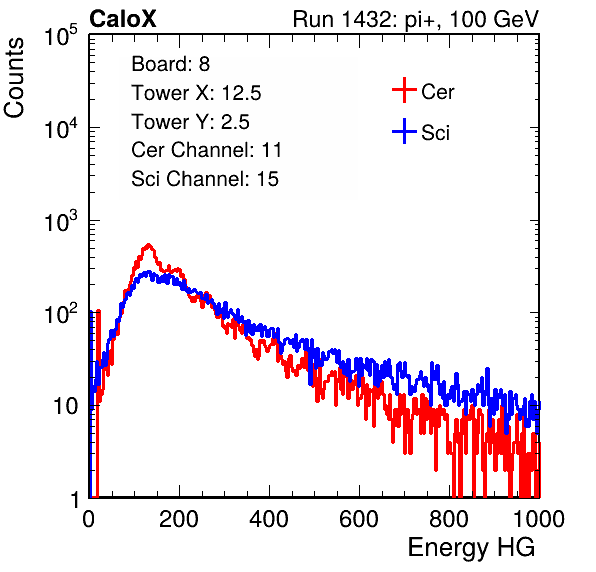 CaloX Run 1432: pi+, 100 GeV
Counts
Board: 8
Tower X: 12.5
Tower Y: 2.5
Cer Channel: 11
Sci Channel: 15
Cer
Sci
10^5
10^4
10^3
10^2
10
1
0 200 400 600 800 1000
Energy HG